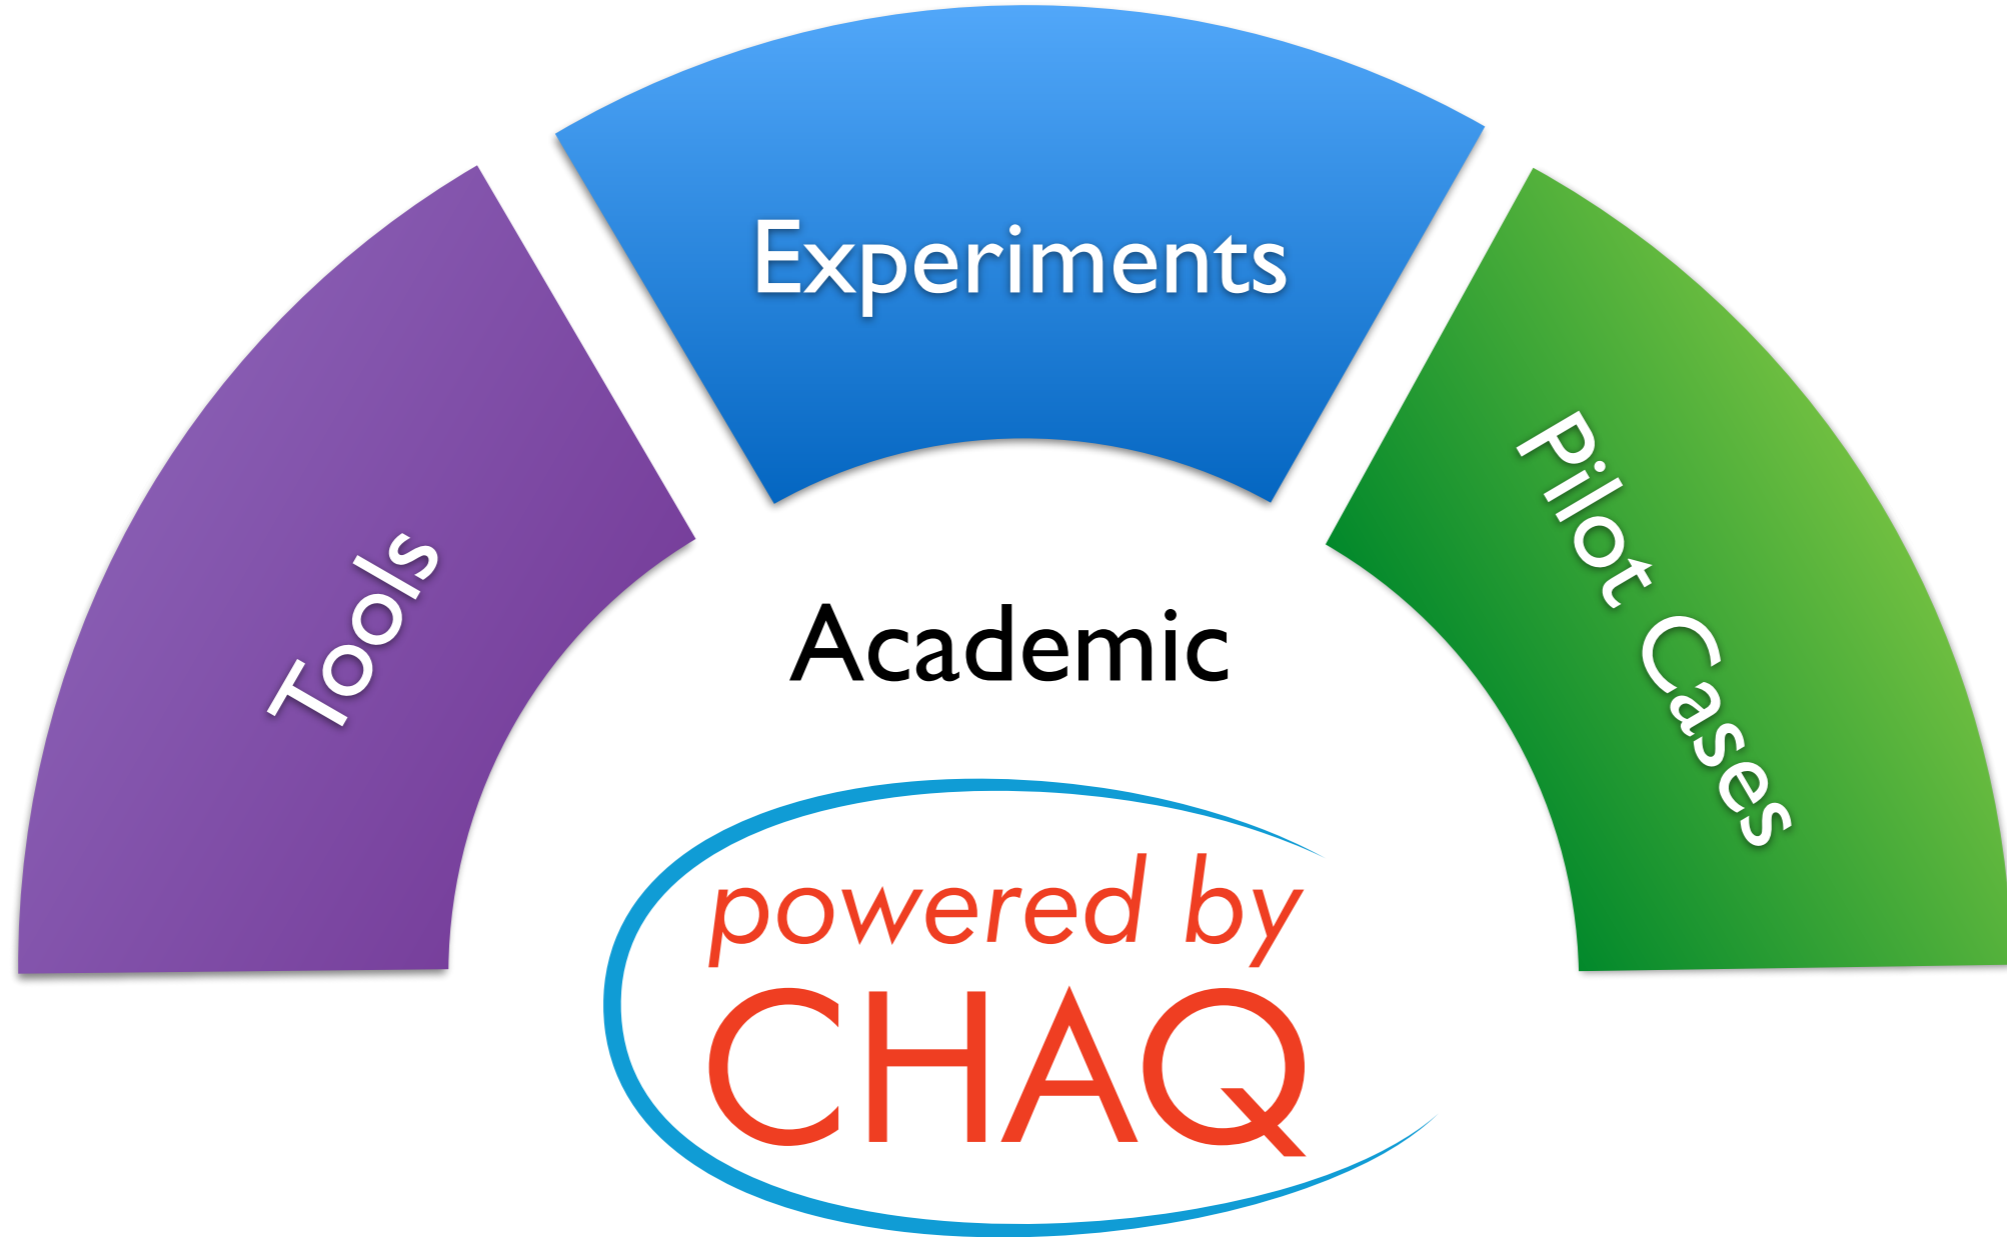 Experiments
Tools
Pilot Cases
Academic
powered by
CHAQ